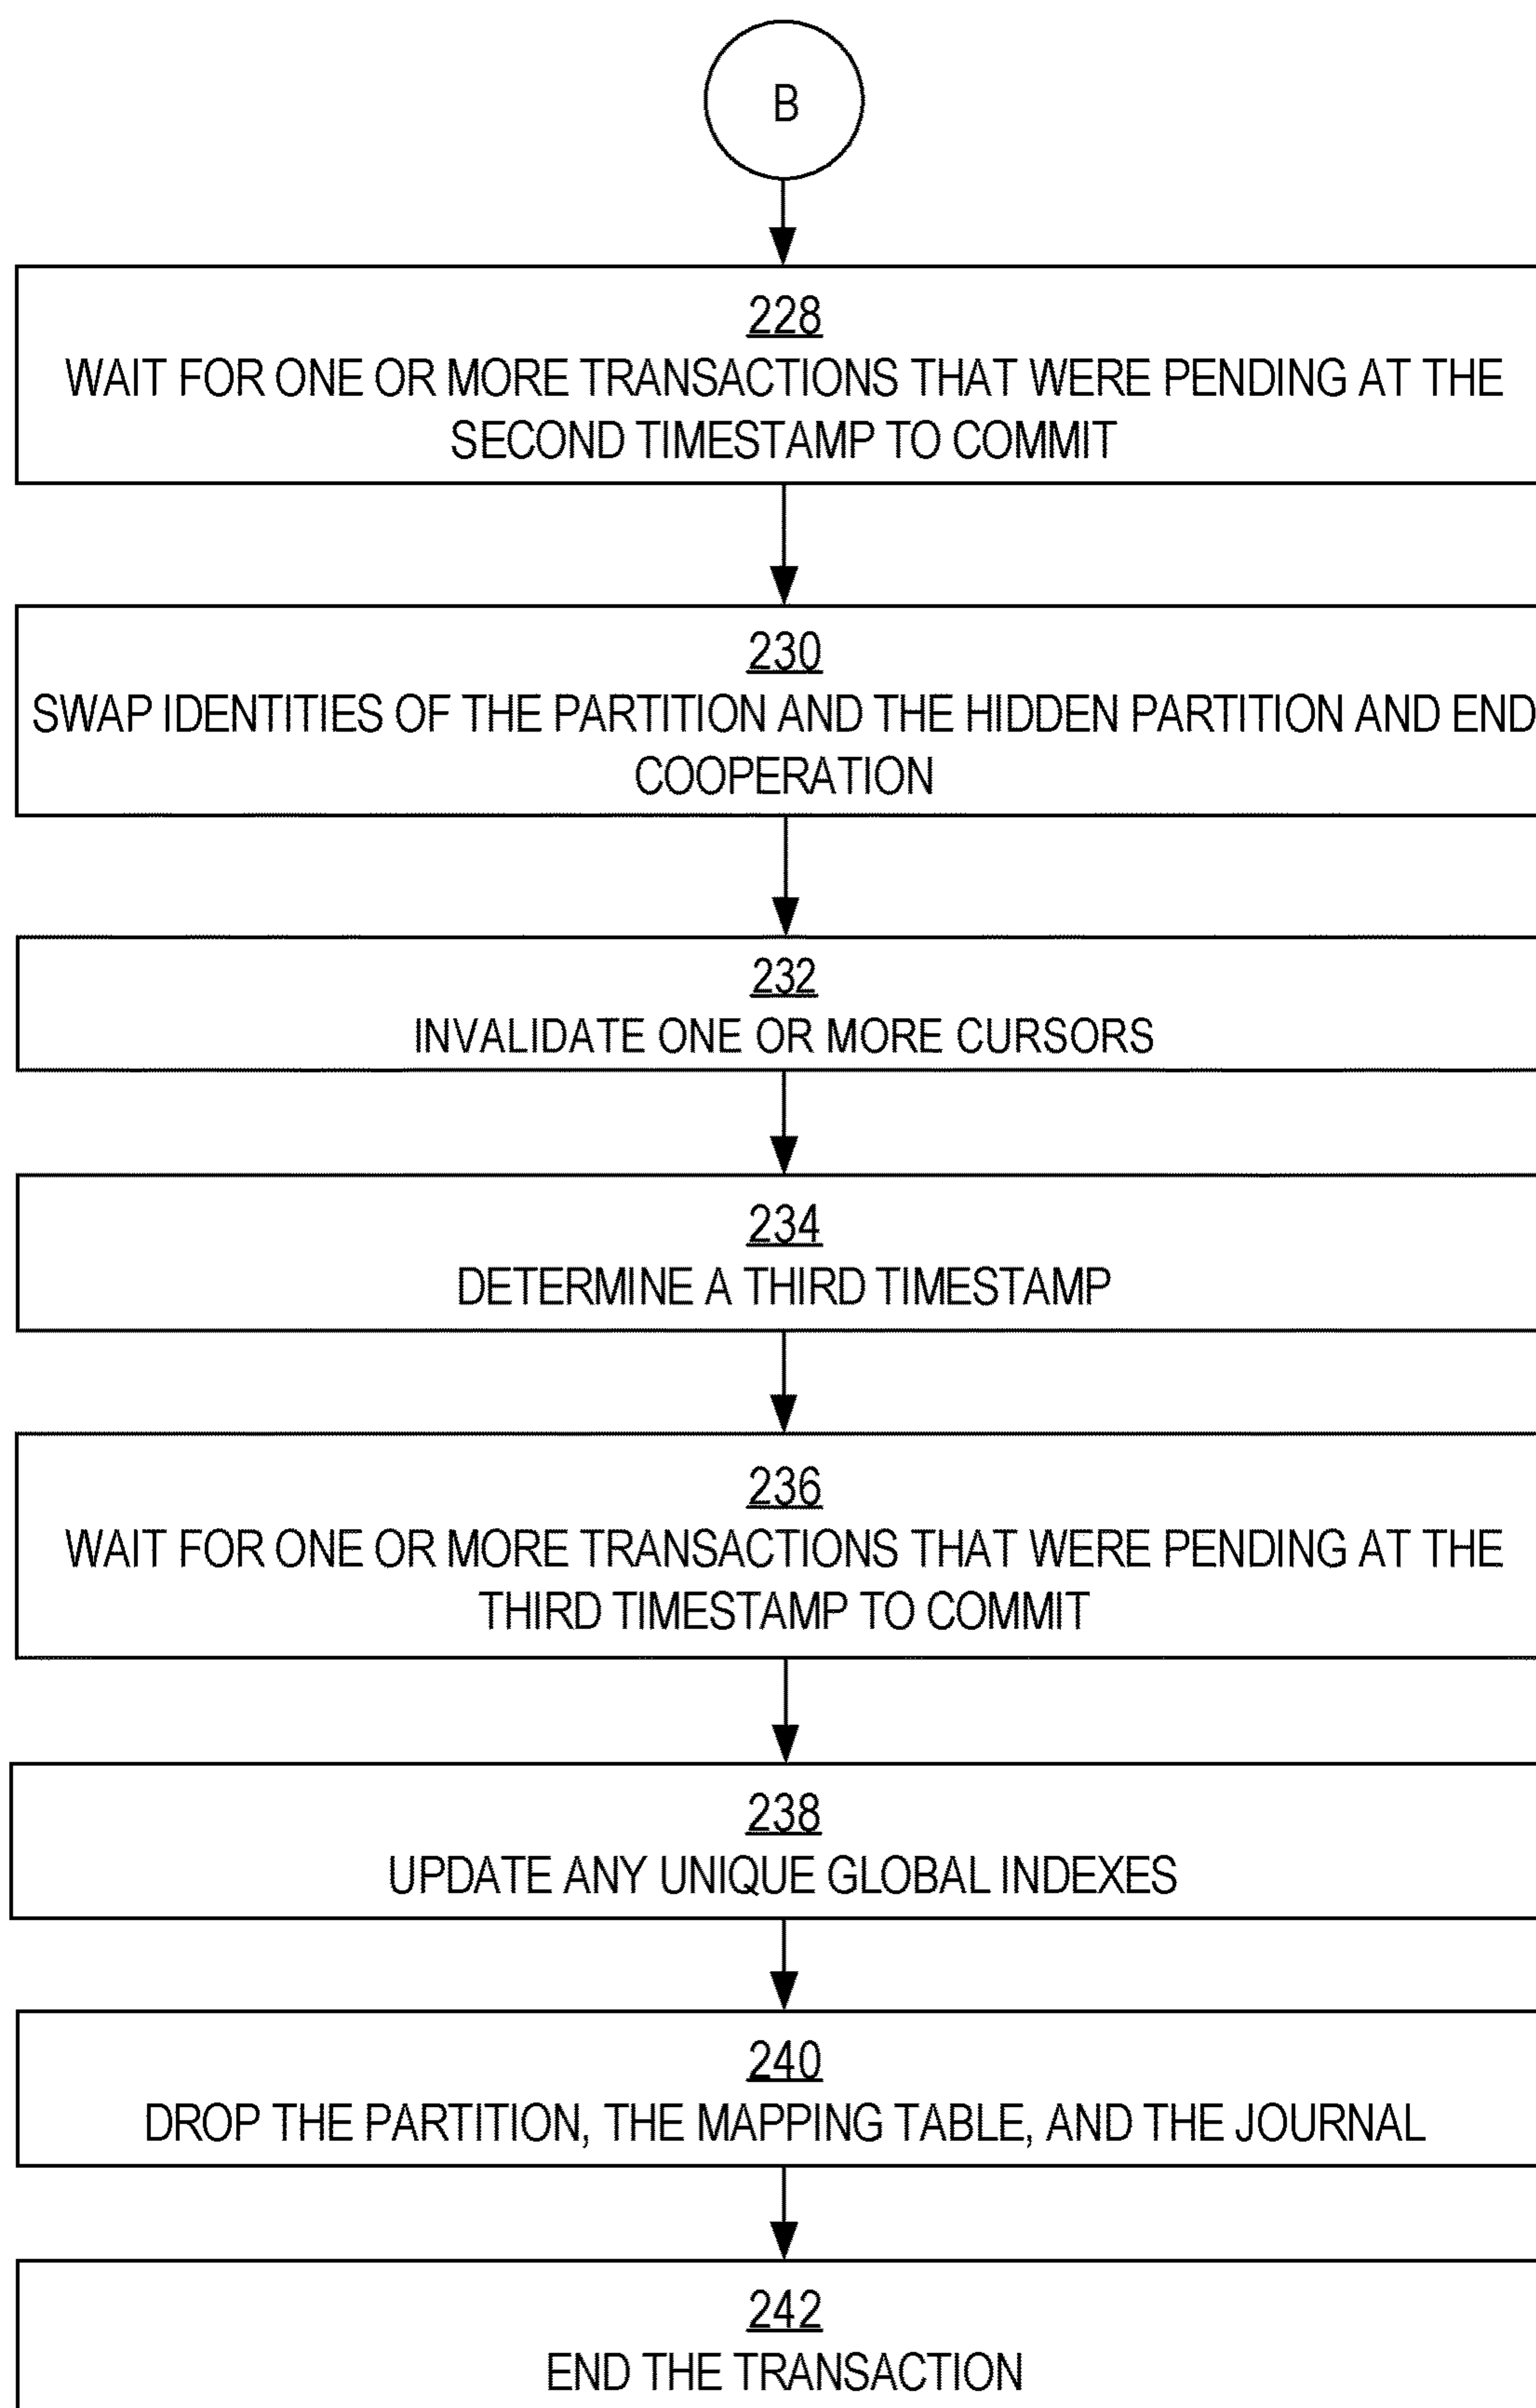 B
228
WAIT FOR ONE OR MORE TRANSACTIONS THAT WERE PENDING AT THE
SECOND TIMESTAMP TO COMMIT
230
SWAP IDENTITIES OF THE PARTITION AND THE HIDDEN PARTITION AND END
COOPERATION
232
INVALIDATE ONE OR MORE CURSORS
234
DETERMINE A THIRD TIMESTAMP
236
WAIT FOR ONE OR MORE TRANSACTIONS THAT WERE PENDING AT THE
THIRD TIMESTAMP TO COMMIT
238
UPDATE ANY UNIQUE GLOBAL INDEXES
240
DROP THE PARTITION, THE MAPPING TABLE, AND THE JOURNAL
242
END THE TRANSACTION